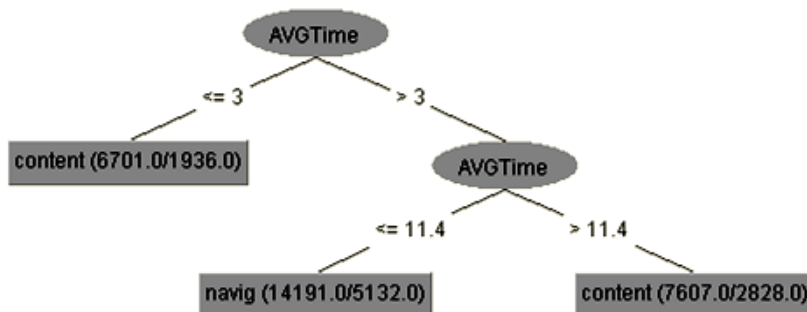 AVGTime
<= 3
> 3
content (6701.0/1936.0)
AVGTime
<= 11.4
> 11.4
navig (14191.0/5132.0)
content (7607.0/2828.0)